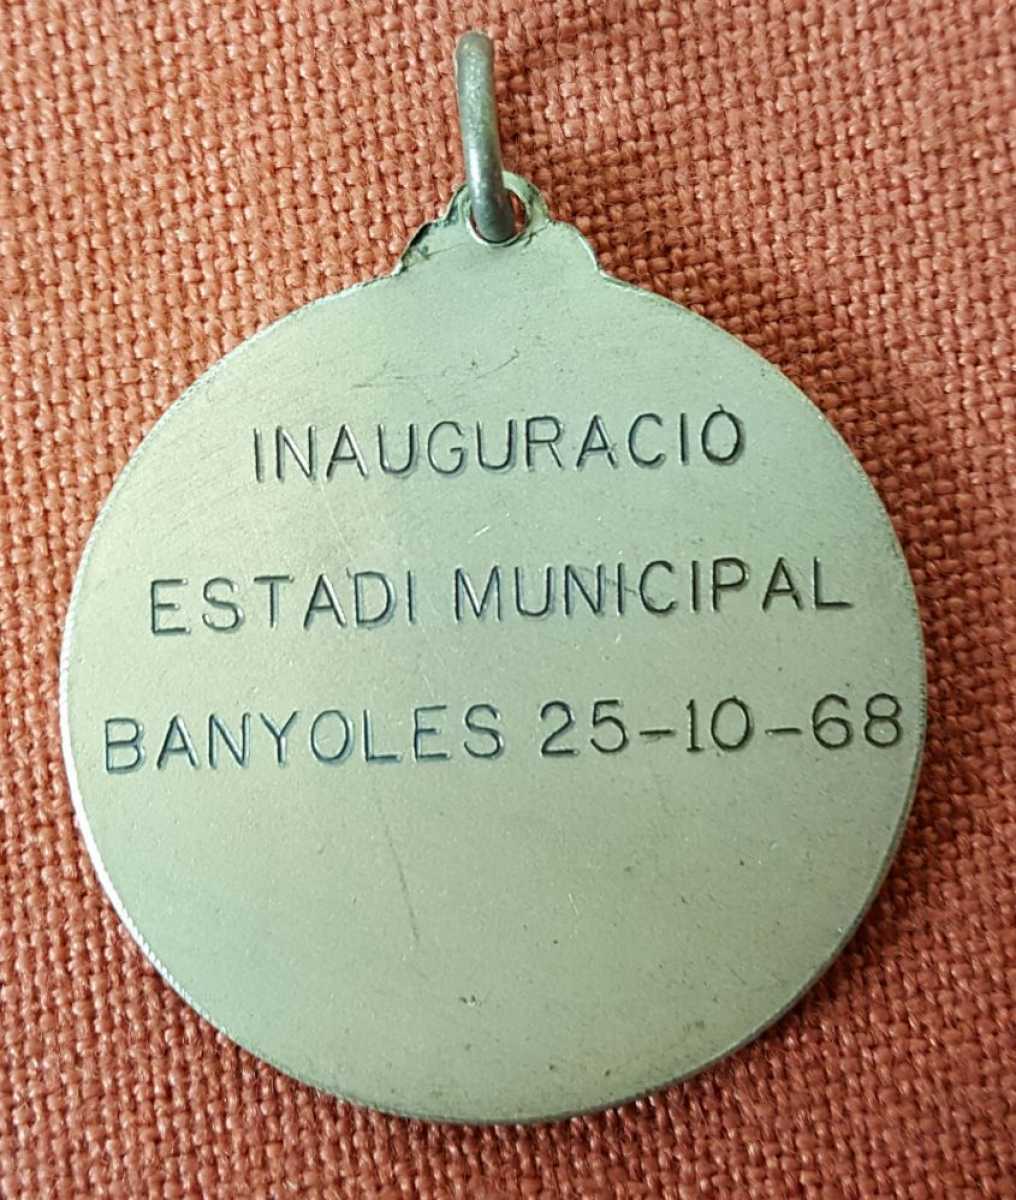 INAUGURACIÓ
ESTADI MUNICIPAL
BANYOLES 25-10-68